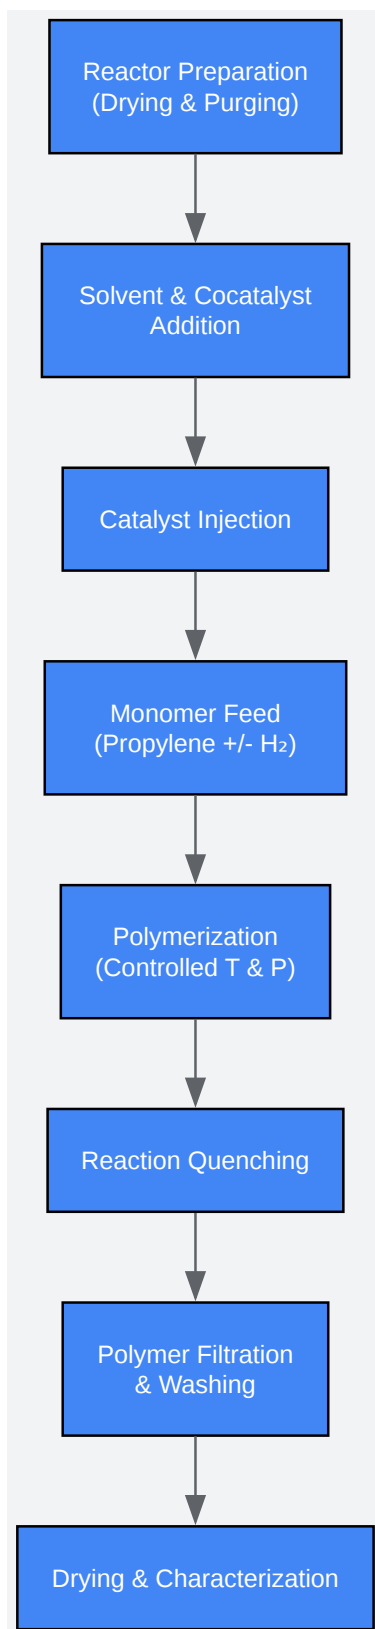 Reactor Preparation
(Drying & Purging)
Solvent & Cocatalyst
Addition
Catalyst Injection
Monomer Feed
(Propylene +/- H₂)
Polymerization
(Controlled T & P)
Reaction Quenching
Polymer Filtration
& Washing
Drying & Characterization